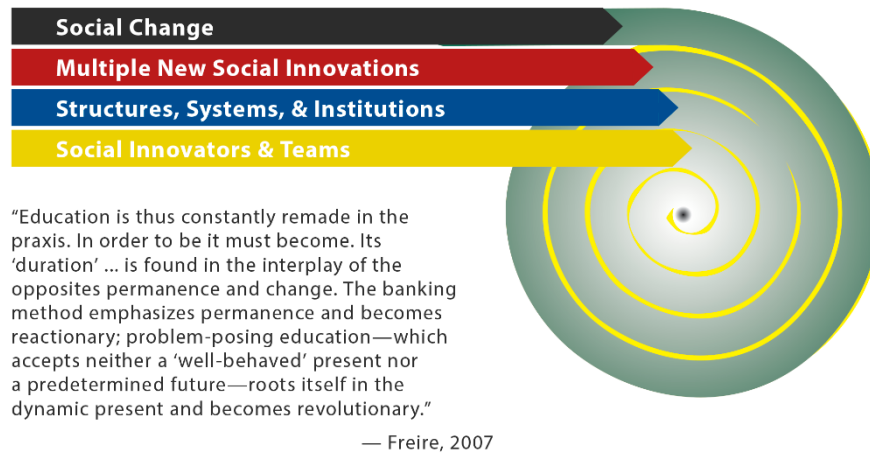 Social Change
Multiple New Social Innovations
Structures, Systems, & Institutions
Social Innovators & Teams
“Education is thus constantly remade in the
praxis. In order to be it must become. Its
‘duration’ ... is found in the interplay of the
opposites permanence and change. The banking
method emphasizes permanence and becomes
reactionary; problem-posing education—which
accepts neither a ‘well-behaved’ present nor
a predetermined future—roots itself in the
dynamic present and becomes revolutionary.”
— Freire, 2007